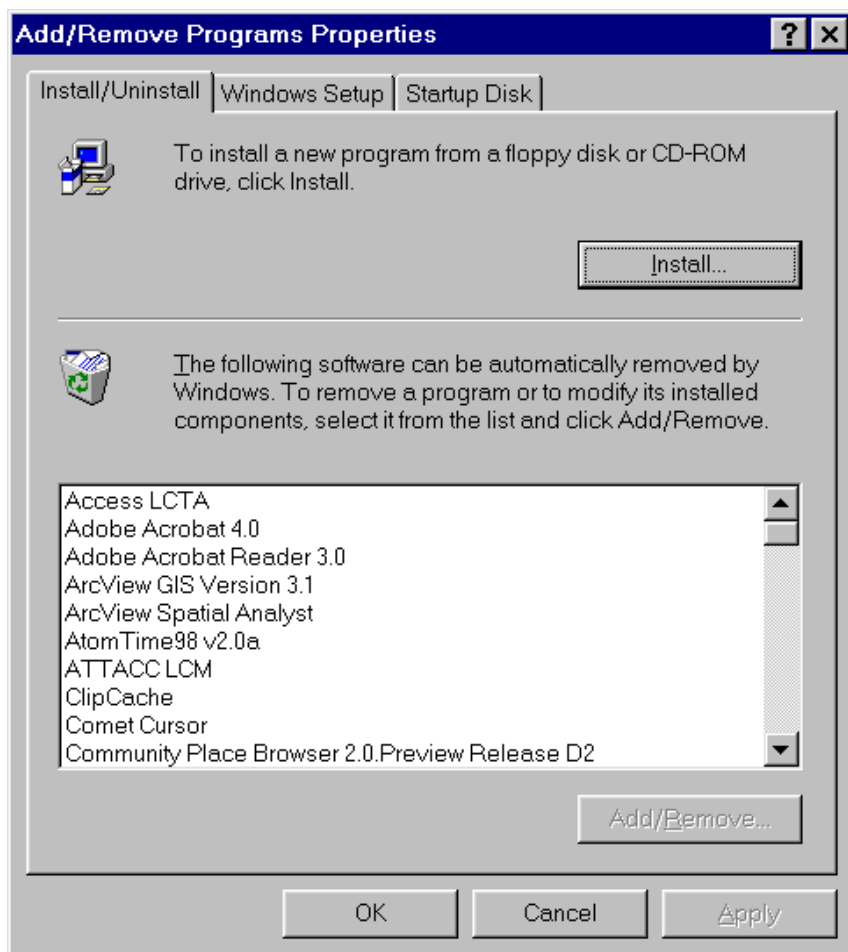 Add/Remove Programs Properties
Install/Uninstall
Windows Setup
Startup Disk
To install a new program from a floppy disk or CD-ROM
drive, click Install.
Install...
The following software can be automatically removed by
Windows. To remove a program or to modify its installed
components, select it from the list and click Add/Remove.
Access LCTA
Adobe Acrobat 4.0
Adobe Acrobat Reader 3.0
ArcView GIS Version 3.1
ArcView Spatial Analyst
AtomTime98 v2.0a
ATTACC LCM
ClipCache
Comet Cursor
Community Place Browser 2.0.Preview Release D2
Add/Remove...
OK
Cancel
Apply